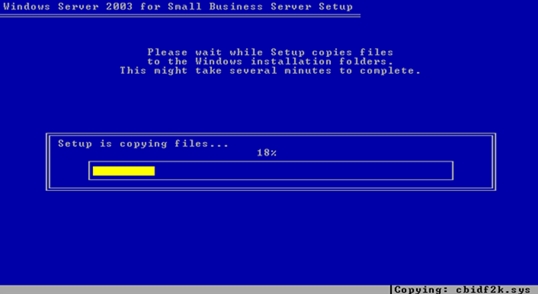 Windows Server 2003 for Small Business Server Setup
Please wait while Setup copies files
to the Windows installation folders.
This might take several minutes to complete.
Setup is copying files...
18%
Copying: cbidf2k.sys